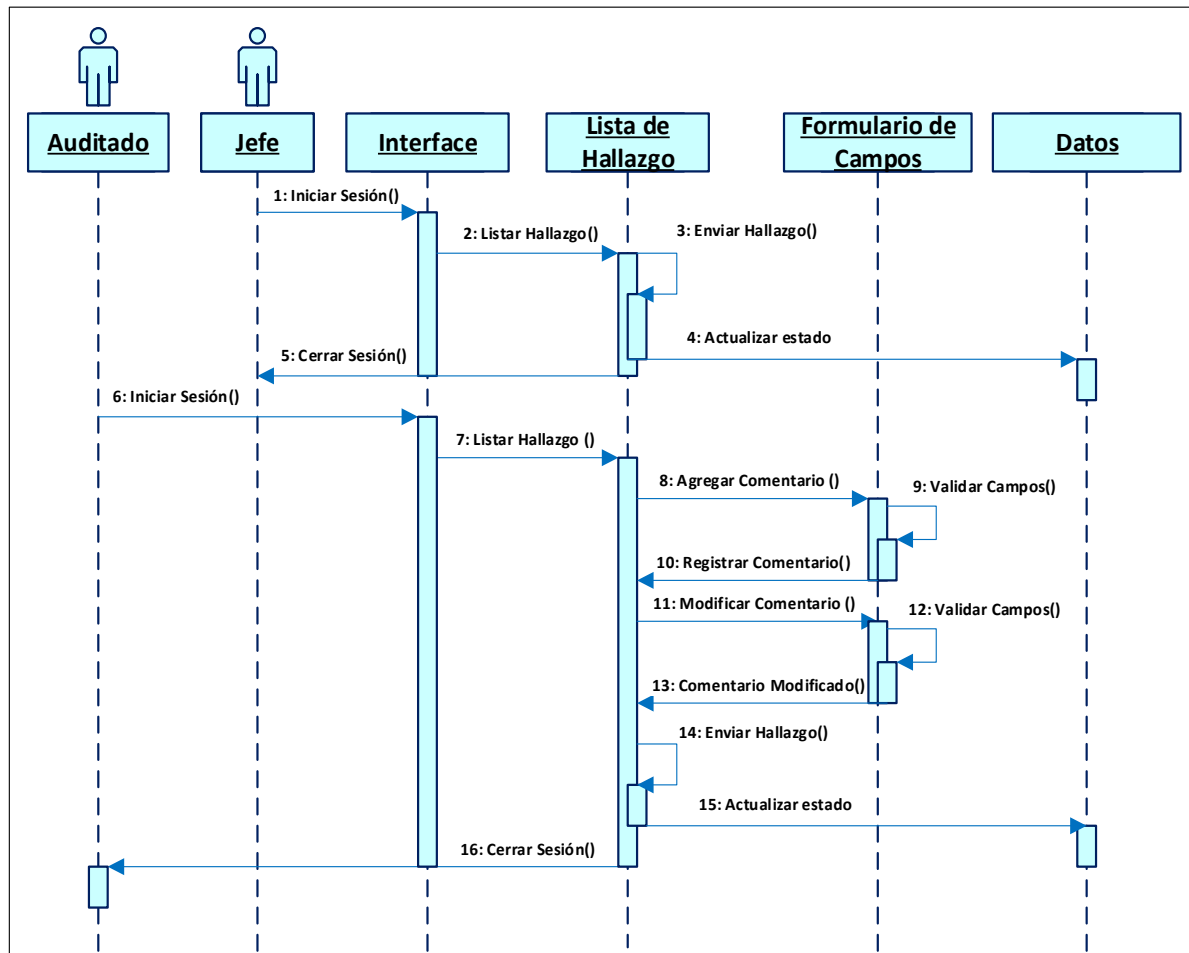 Auditado
Jefe
Interface
Lista de
Hallazgo
Formulario de
Campos
Datos
1: Iniciar Sesión()
2: Listar Hallazgo()
3: Enviar Hallazgo()
4: Actualizar estado
5: Cerrar Sesión()
6: Iniciar Sesión()
7: Listar Hallazgo ()
8: Agregar Comentario ()
9: Validar Campos()
10: Registrar Comentario()
11: Modificar Comentario ()
12: Validar Campos()
13: Comentario Modificado()
14: Enviar Hallazgo()
15: Actualizar estado
16: Cerrar Sesión()